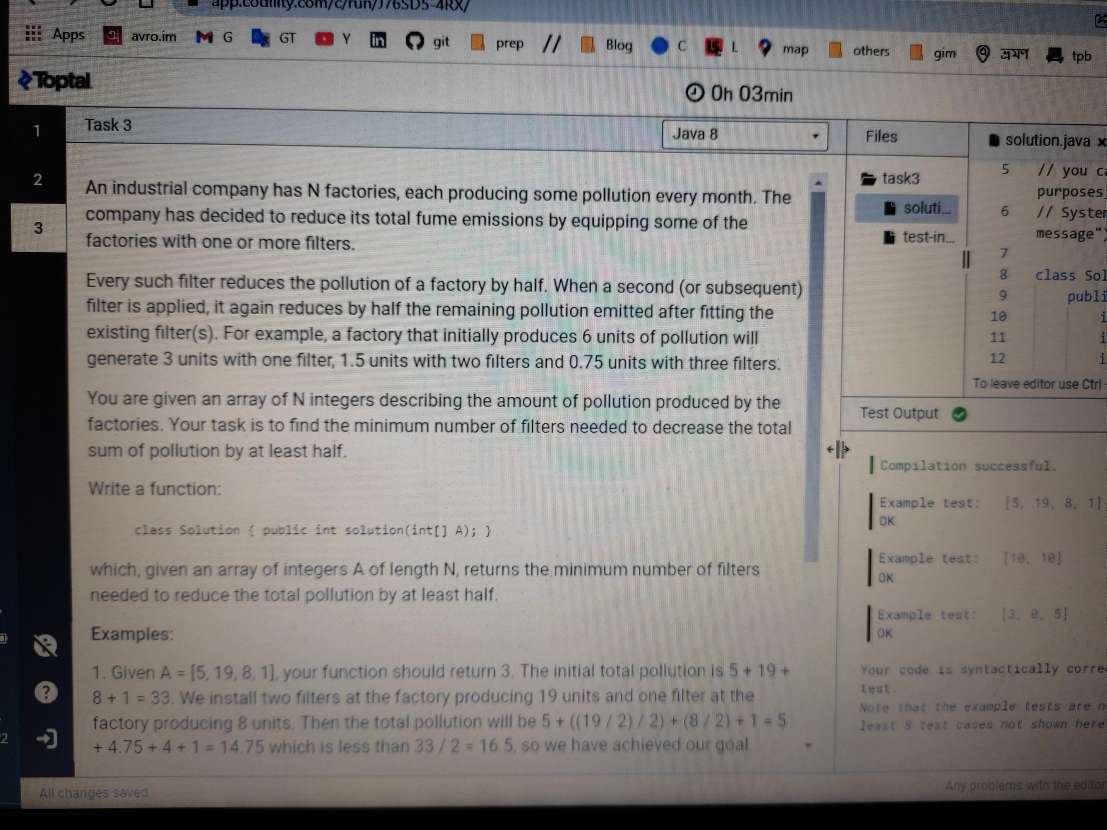 app.codility.com/c/run/J76SD5-4RX/
Apps avro.im G GT Y git prep // Blog C L map others gim ভ্রমণ tpb
Toptal
0h 03min
1
2
3
Task 3
Java 8
An industrial company has N factories, each producing some pollution every month. The
company has decided to reduce its total fume emissions by equipping some of the
factories with one or more filters.
Every such filter reduces the pollution of a factory by half. When a second (or subsequent)
filter is applied, it again reduces by half the remaining pollution emitted after fitting the
existing filter(s). For example, a factory that initially produces 6 units of pollution will
generate 3 units with one filter, 1.5 units with two filters and 0.75 units with three filters.
You are given an array of N integers describing the amount of pollution produced by the
factories. Your task is to find the minimum number of filters needed to decrease the total
sum of pollution by at least half.
Write a function:
class Solution { public int solution(int[] A); }
which, given an array of integers A of length N, returns the minimum number of filters
needed to reduce the total pollution by at least half.
Examples:
1. Given A = [5, 19, 8, 1], your function should return 3. The initial total pollution is 5 + 19 +
8 + 1 = 33. We install two filters at the factory producing 19 units and one filter at the
factory producing 8 units. Then the total pollution will be 5 + ((19 / 2) / 2) + (8 / 2) + 1 = 5
+ 4.75 + 4 + 1 = 14.75 which is less than 33 / 2 = 16.5, so we have achieved our goal.
All changes saved
Files
task3
soluti...
test-in...
solution.java x
5 // you ca
purposes,
6 // System
message")
7
8 class Sol
9 publi
10 i
11 i
12 i
To leave editor use Ctrl
Test Output
Compilation successful.
Example test: [5, 19, 8, 1]
OK
Example test: [10, 10]
OK
Example test: [3, 0, 5]
OK
Your code is syntactically corre
test.
Note that the example tests are n
least 8 test cases not shown here
Any problems with the editor